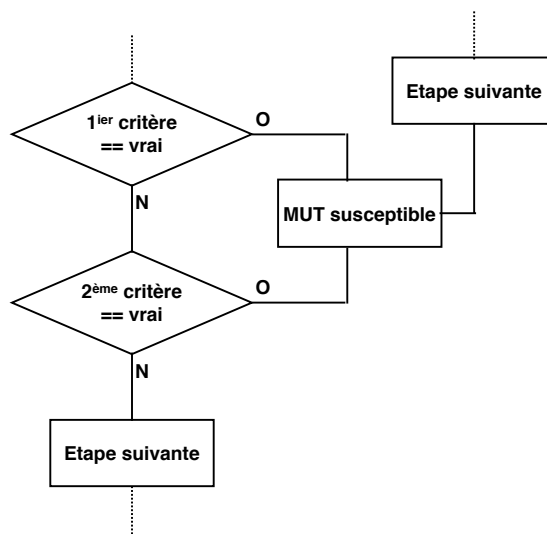 Etape suivante
1ier critère
== vrai
O
MUT susceptible
N
2ème critère
== vrai
O
N
Etape suivante